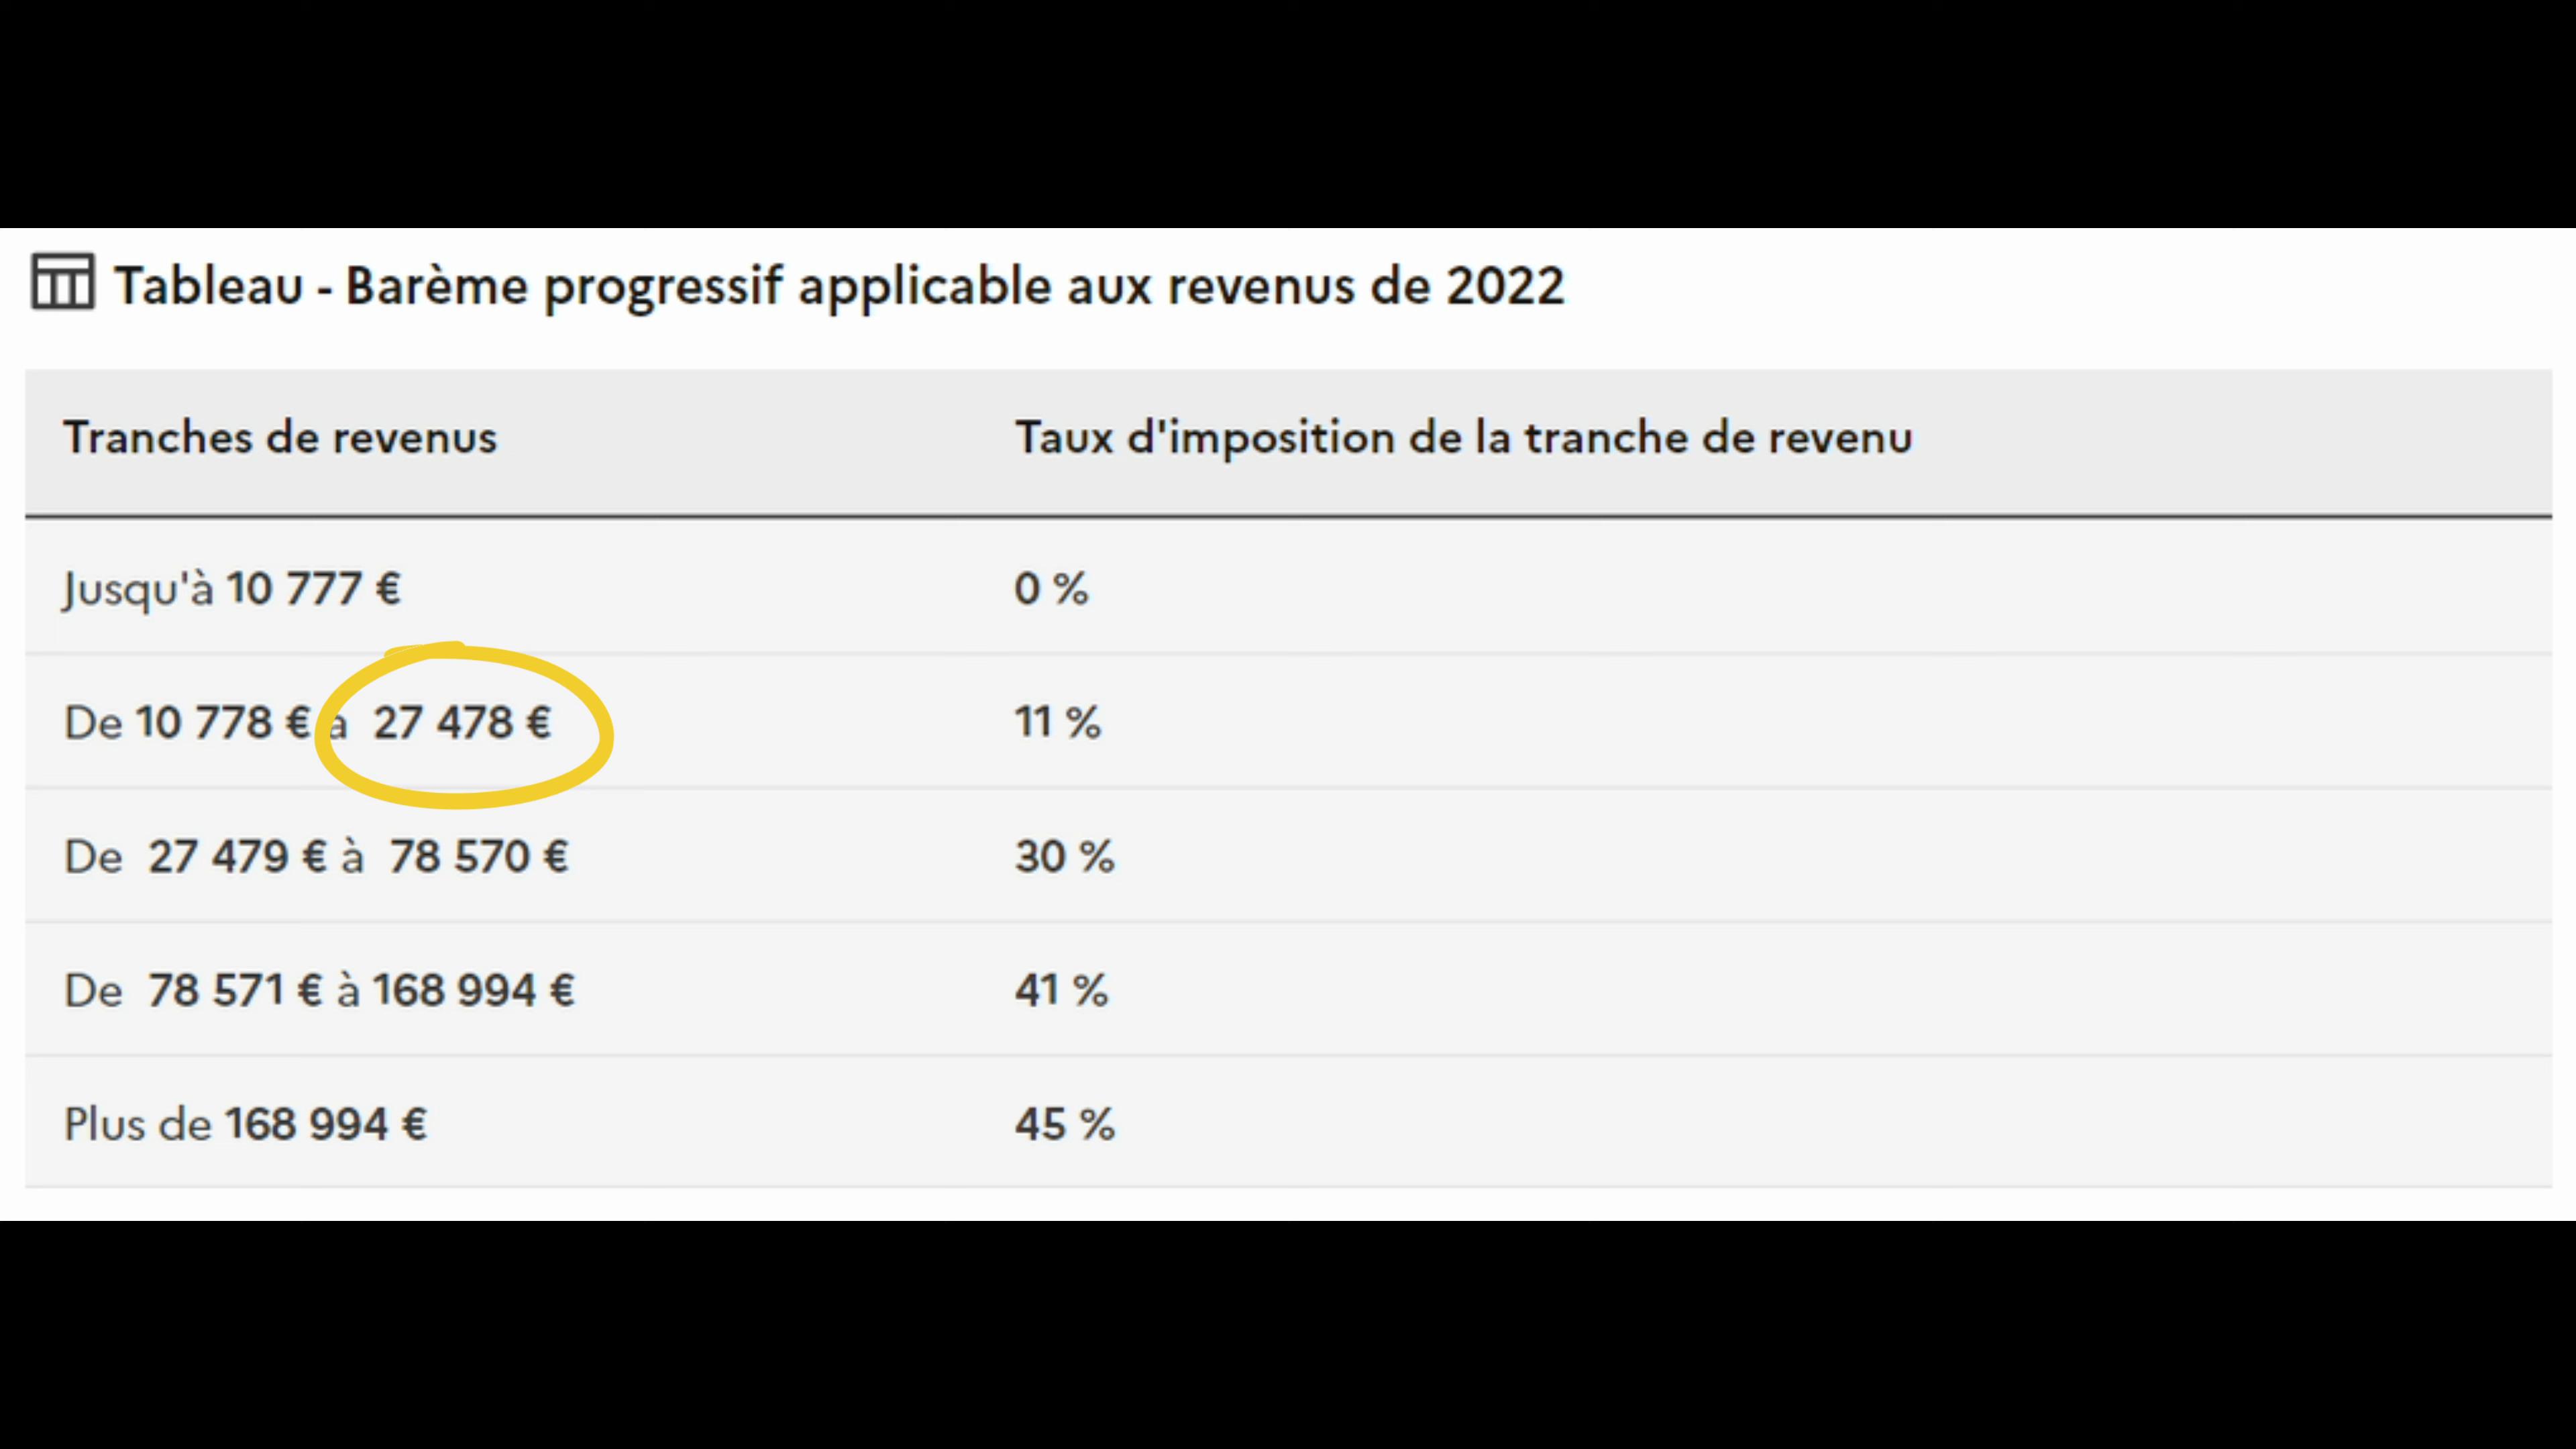 Tableau - Barème progressif applicable aux revenus de 2022
Tranches de revenus Taux d'imposition de la tranche de revenu
Jusqu'à 10 777 € 0 %
De 10 778 € à 27 478 € 11 %
De 27 479 € à 78 570 € 30 %
De 78 571 € à 168 994 € 41 %
Plus de 168 994 € 45 %